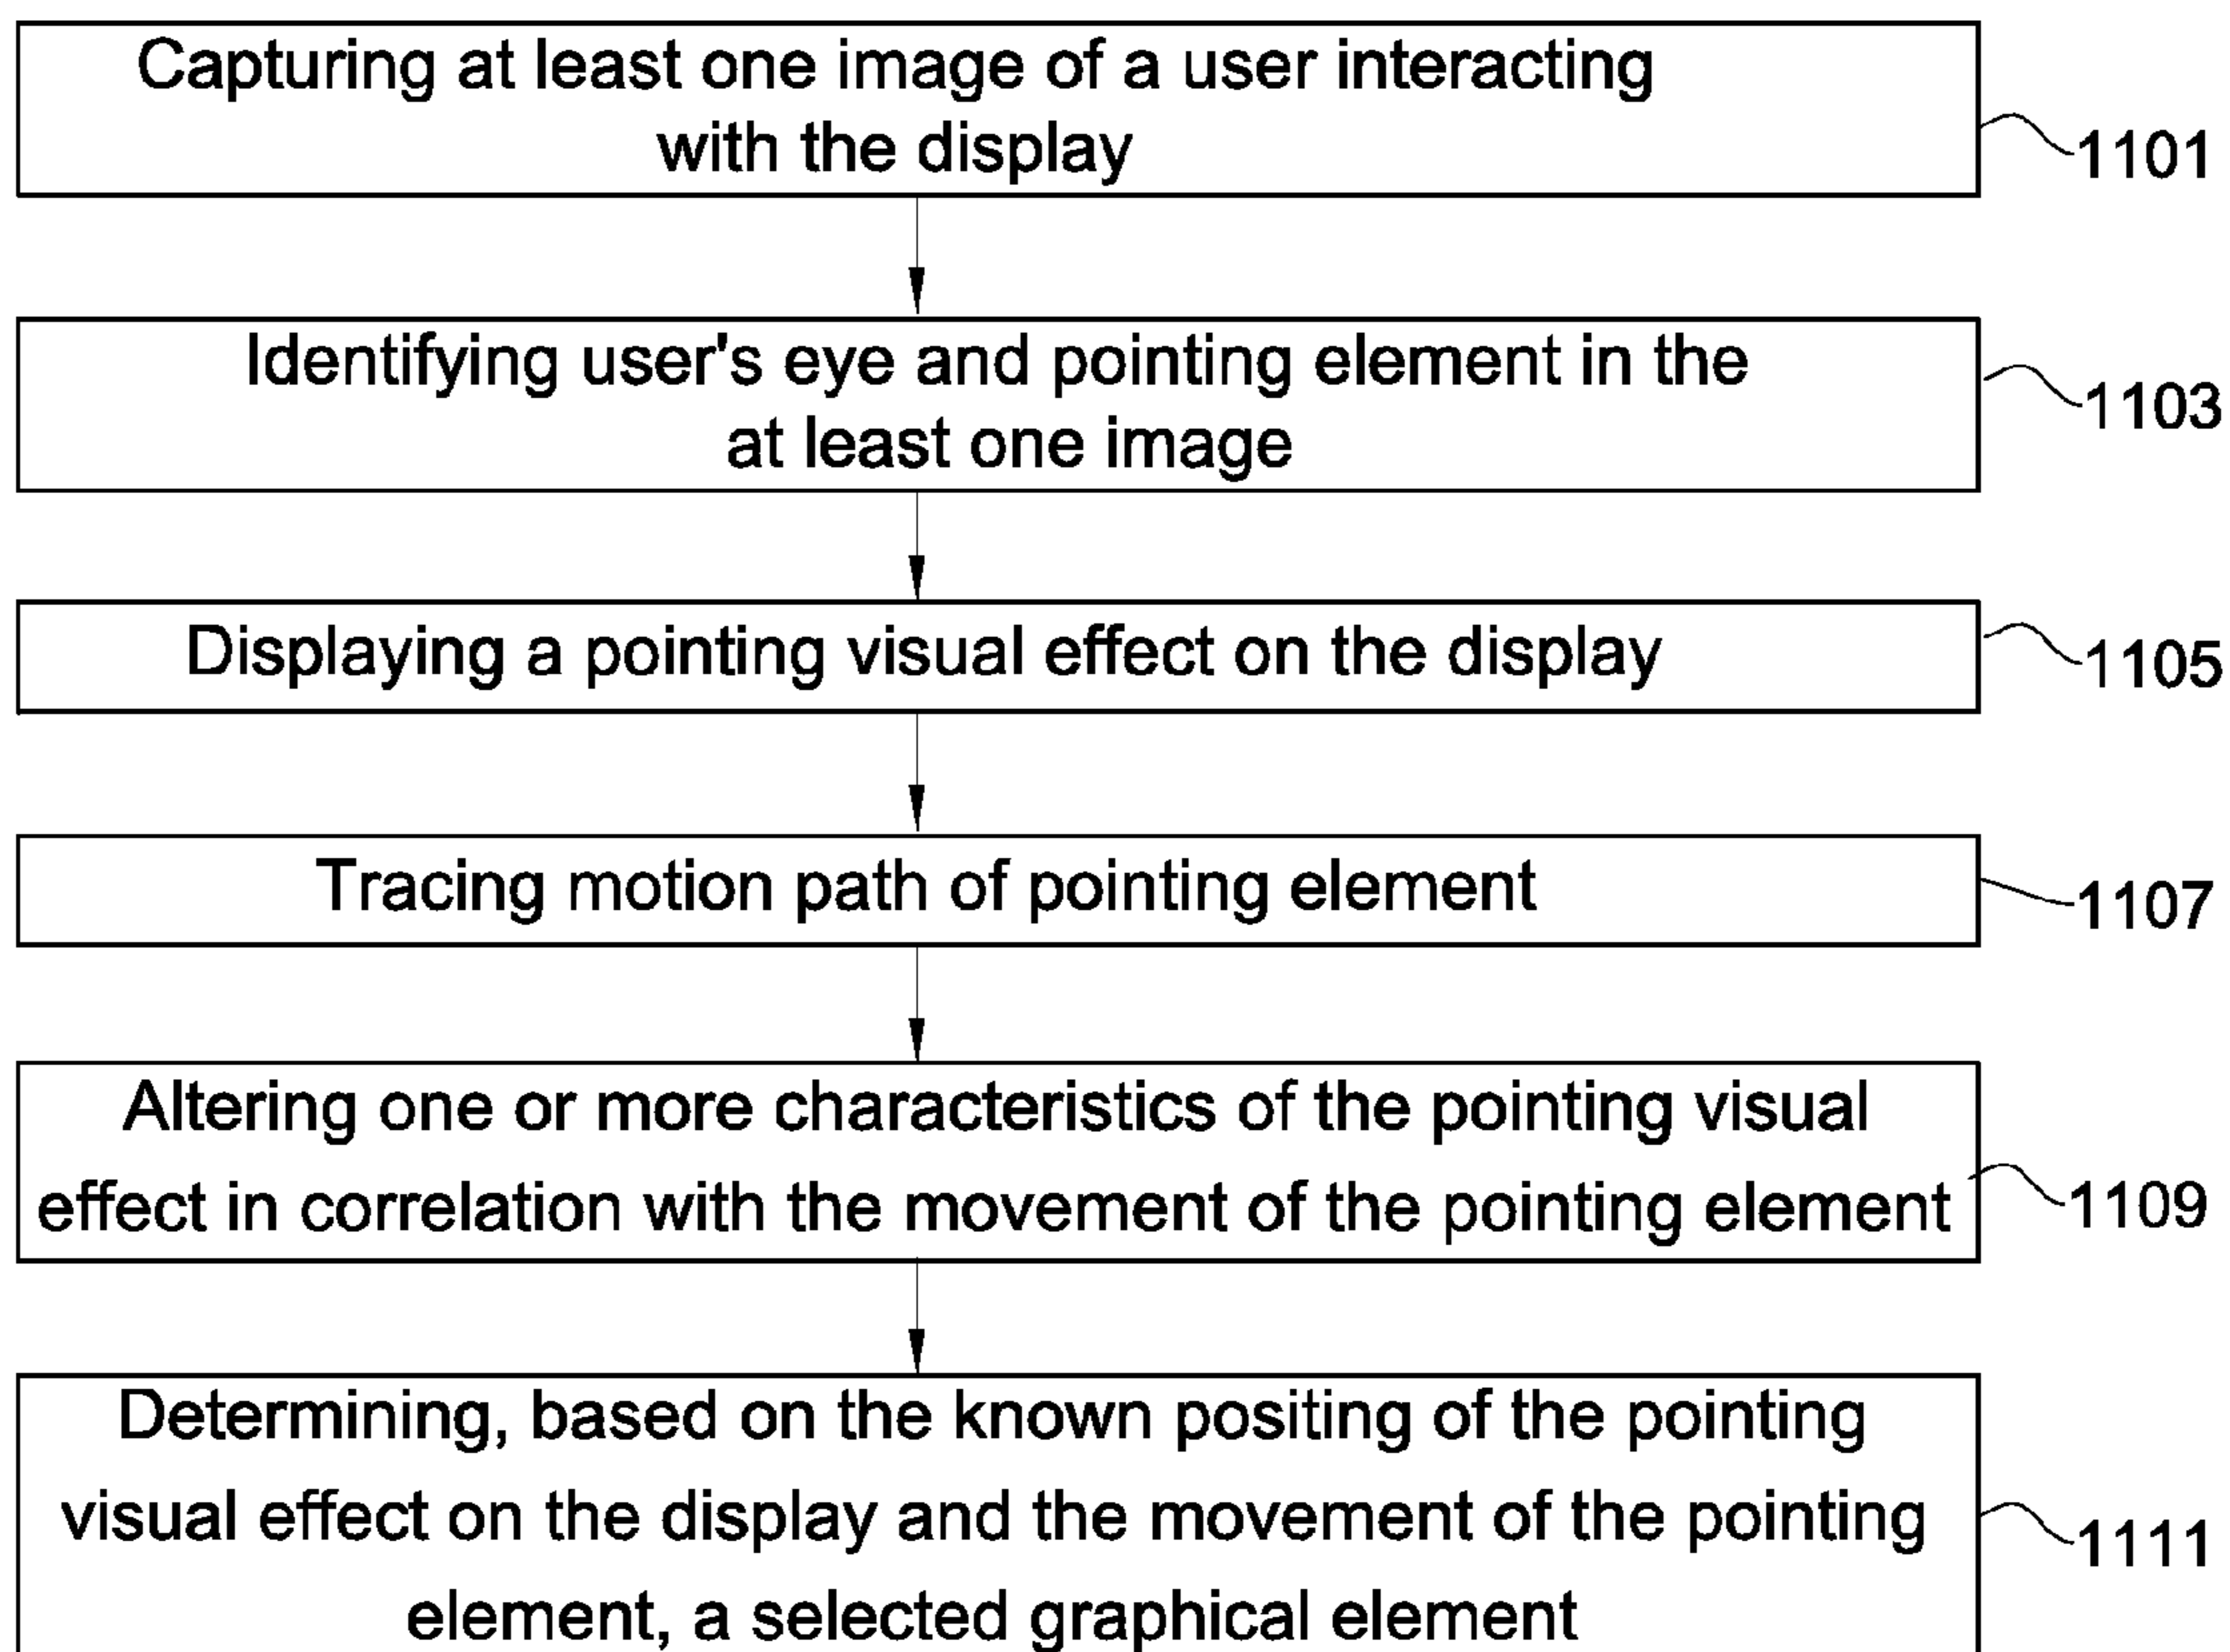 Capturing at least one image of a user interacting
with the display
1101
Identifying user's eye and pointing element in the
at least one image
1103
Displaying a pointing visual effect on the display
1105
Tracing motion path of pointing element
1107
Altering one or more characteristics of the pointing visual
effect in correlation with the movement of the pointing element
1109
Determining, based on the known positing of the pointing
visual effect on the display and the movement of the pointing
element, a selected graphical element
1111